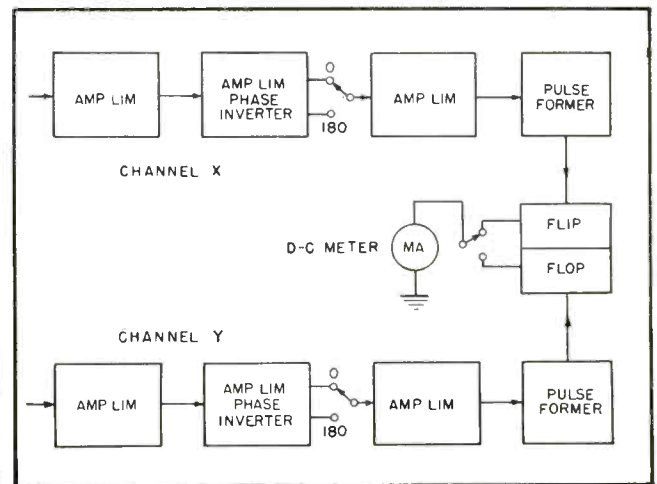 AMP LIM
AMP LIM
PHASE
INVERTER
0
180
AMP LIM
PULSE
FORMER
CHANNEL X
D-C METER
MA
FLIP
FLOP
CHANNEL Y
AMP LIM
AMP LIM
PHASE
INVERTER
0
180
AMP LIM
PULSE
FORMER